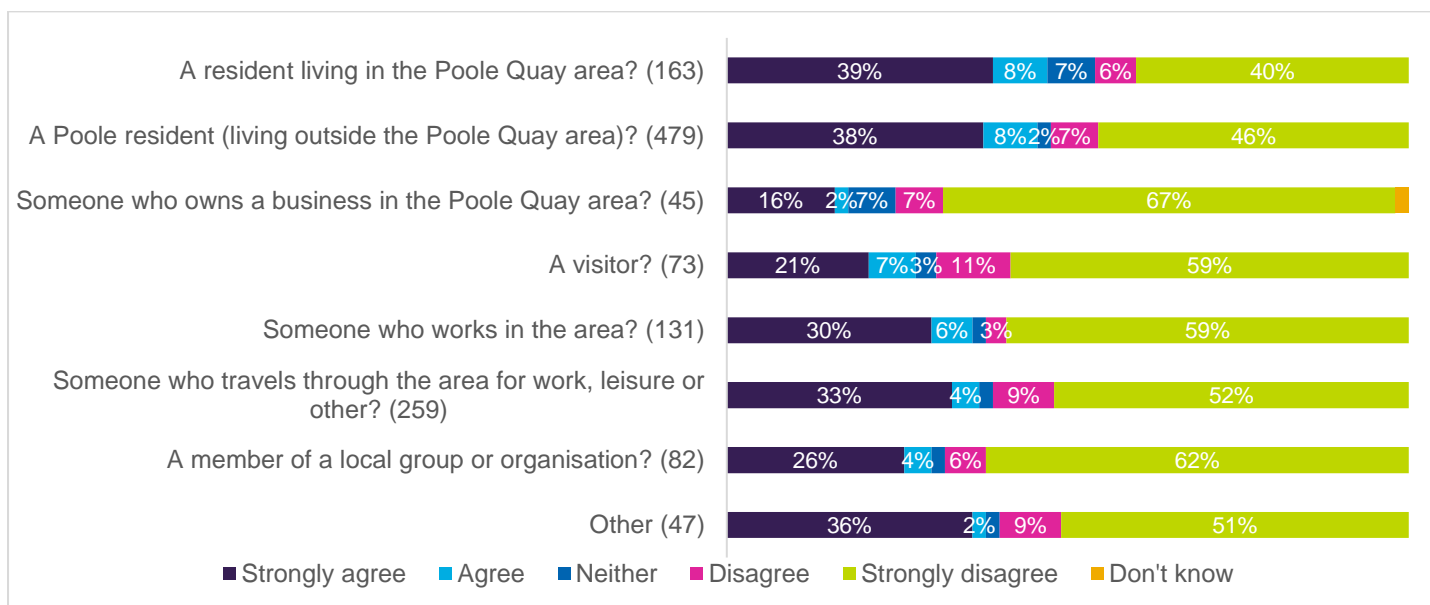 A resident living in the Poole Quay area? (163)
39% 8% 7% 6% 40%
A Poole resident (living outside the Poole Quay area)? (479)
38% 8% 2% 7% 46%
Someone who owns a business in the Poole Quay area? (45)
16% 2% 7% 7% 67%
A visitor? (73)
21% 7% 3% 11% 59%
Someone who works in the area? (131)
30% 6% 3% 59%
Someone who travels through the area for work, leisure or
other? (259)
33% 4% 9% 52%
A member of a local group or organisation? (82)
26% 4% 6% 62%
Other (47)
36% 2% 9% 51%
Strongly agree Agree Neither Disagree Strongly disagree Don't know